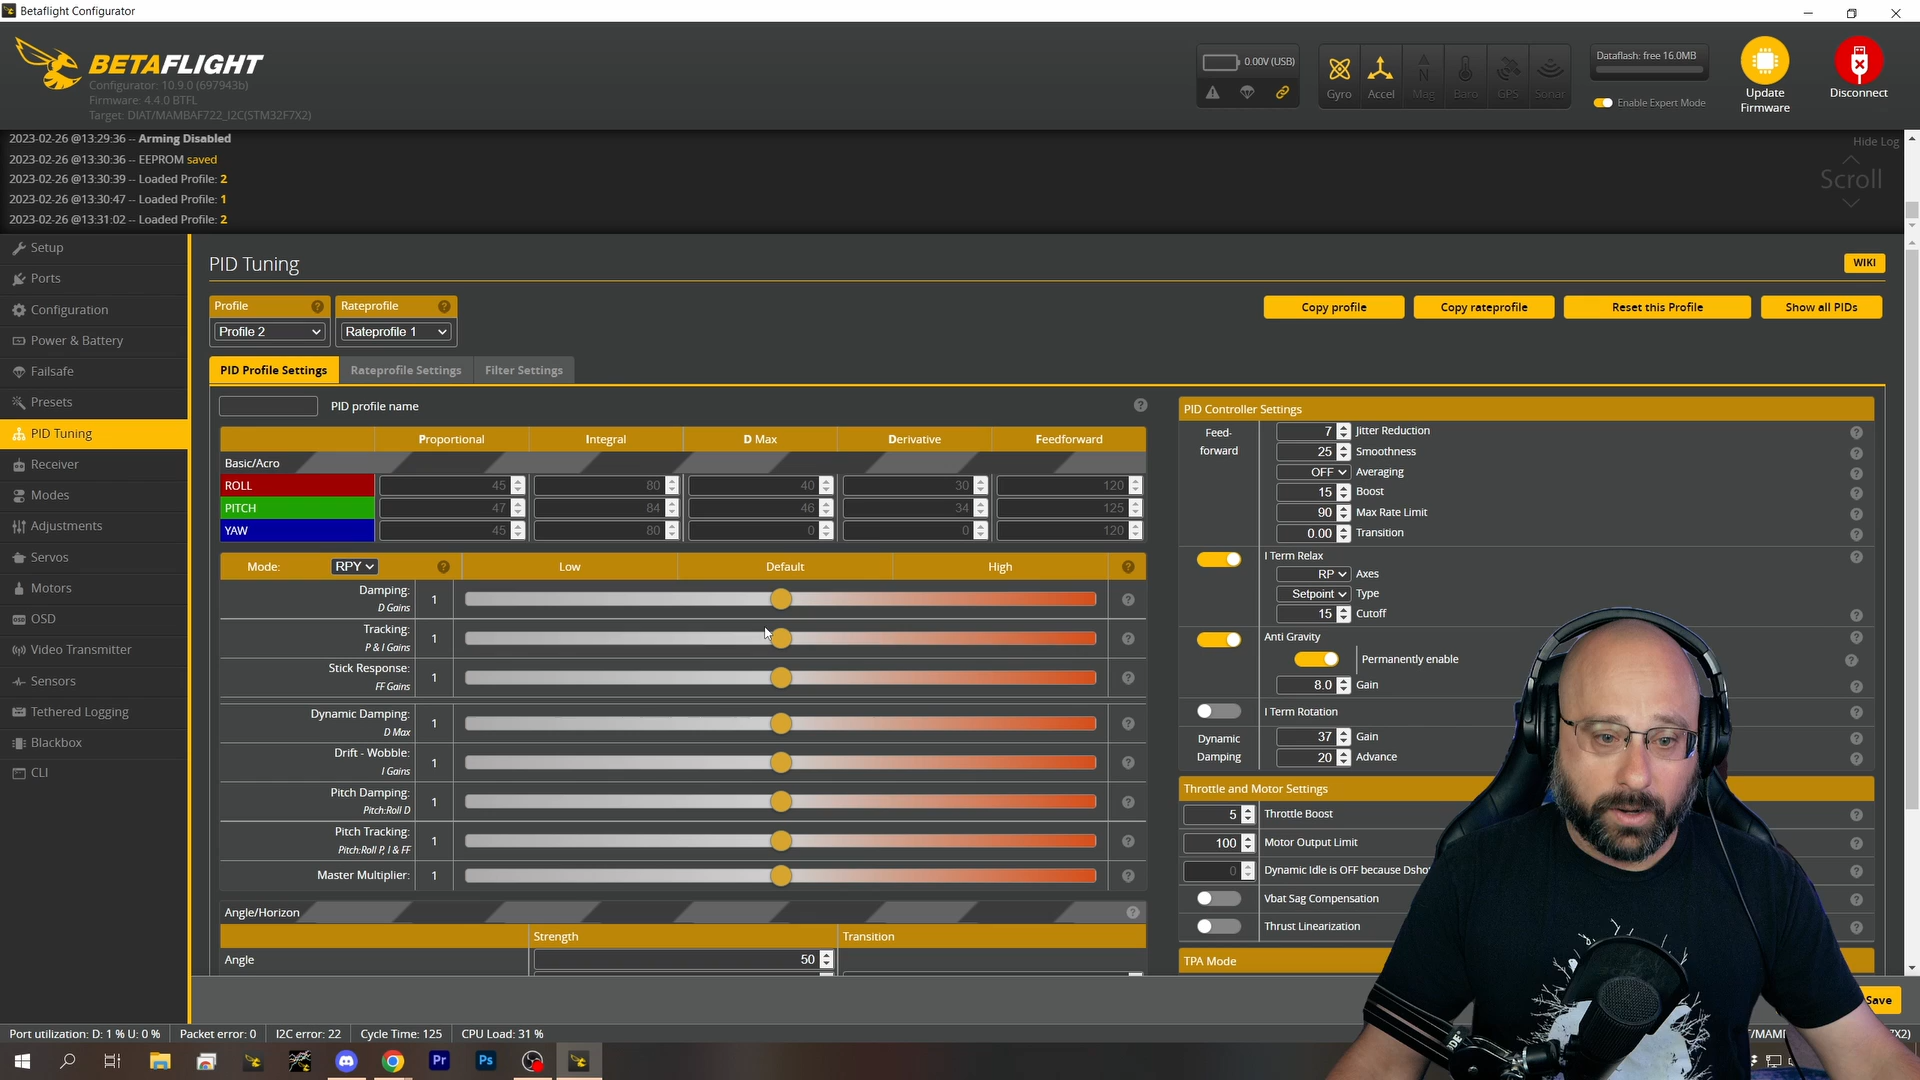 Betaflight Configurator
BETAFLIGHT
Configurator: 10.9.0 (697943b)
Firmware: 4.4.0 BTFL
Target: DIAT/MAMBAF722_I2C(STM32F7X2)
0.00V (USB)
Gyro
Accel
Mag
Baro
GPS
Sonar
Dataflash: free 16.0MB
Enable Expert Mode
Update
Firmware
Disconnect
2023-02-26 @13:29:36 -- Arming Disabled
2023-02-26 @13:30:36 -- EEPROM saved
2023-02-26 @13:30:39 -- Loaded Profile: 2
2023-02-26 @13:30:47 -- Loaded Profile: 1
2023-02-26 @13:31:02 -- Loaded Profile: 2
Hide Log
Scroll
Setup
Ports
Configuration
Power & Battery
Failsafe
Presets
PID Tuning
Receiver
Modes
Adjustments
Servos
Motors
OSD
Video Transmitter
Sensors
Tethered Logging
Blackbox
CLI
PID Tuning
WIKI
Profile
Rateprofile
Profile 2
Rateprofile 1
Copy profile
Copy rateprofile
Reset this Profile
Show all PIDs
PID Profile Settings
Rateprofile Settings
Filter Settings
PID profile name
Proportional Integral D Max Derivative Feedforward
Basic/Acro
ROLL 45 80 40 30 120
PITCH 47 84 46 34 125
YAW 45 80 0 0 120
Mode: RPY Low Default High
Damping: 1
D Gains
Tracking: 1
P & I Gains
Stick Response: 1
FF Gains
Dynamic Damping: 1
D Max
Drift - Wobble: 1
I Gains
Pitch Damping: 1
Pitch:Roll D
Pitch Tracking: 1
Pitch:Roll P, I & FF
Master Multiplier: 1
Angle/Horizon
Strength Transition
Angle 50
PID Controller Settings
Feed-
forward
7 Jitter Reduction
25 Smoothness
OFF Averaging
15 Boost
90 Max Rate Limit
0.00 Transition
I Term Relax
RP Axes
Setpoint Type
15 Cutoff
Anti Gravity
Permanently enable
8.0 Gain
I Term Rotation
Dynamic
Damping
37 Gain
20 Advance
Throttle and Motor Settings
5 Throttle Boost
100 Motor Output Limit
0 Dynamic Idle is OFF because Dsho
Vbat Sag Compensation
Thrust Linearization
TPA Mode
Save
Port utilization: D: 1 % U: 0 %
Packet error: 0
I2C error: 22
Cycle Time: 125
CPU Load: 31 %
Pr
Ps